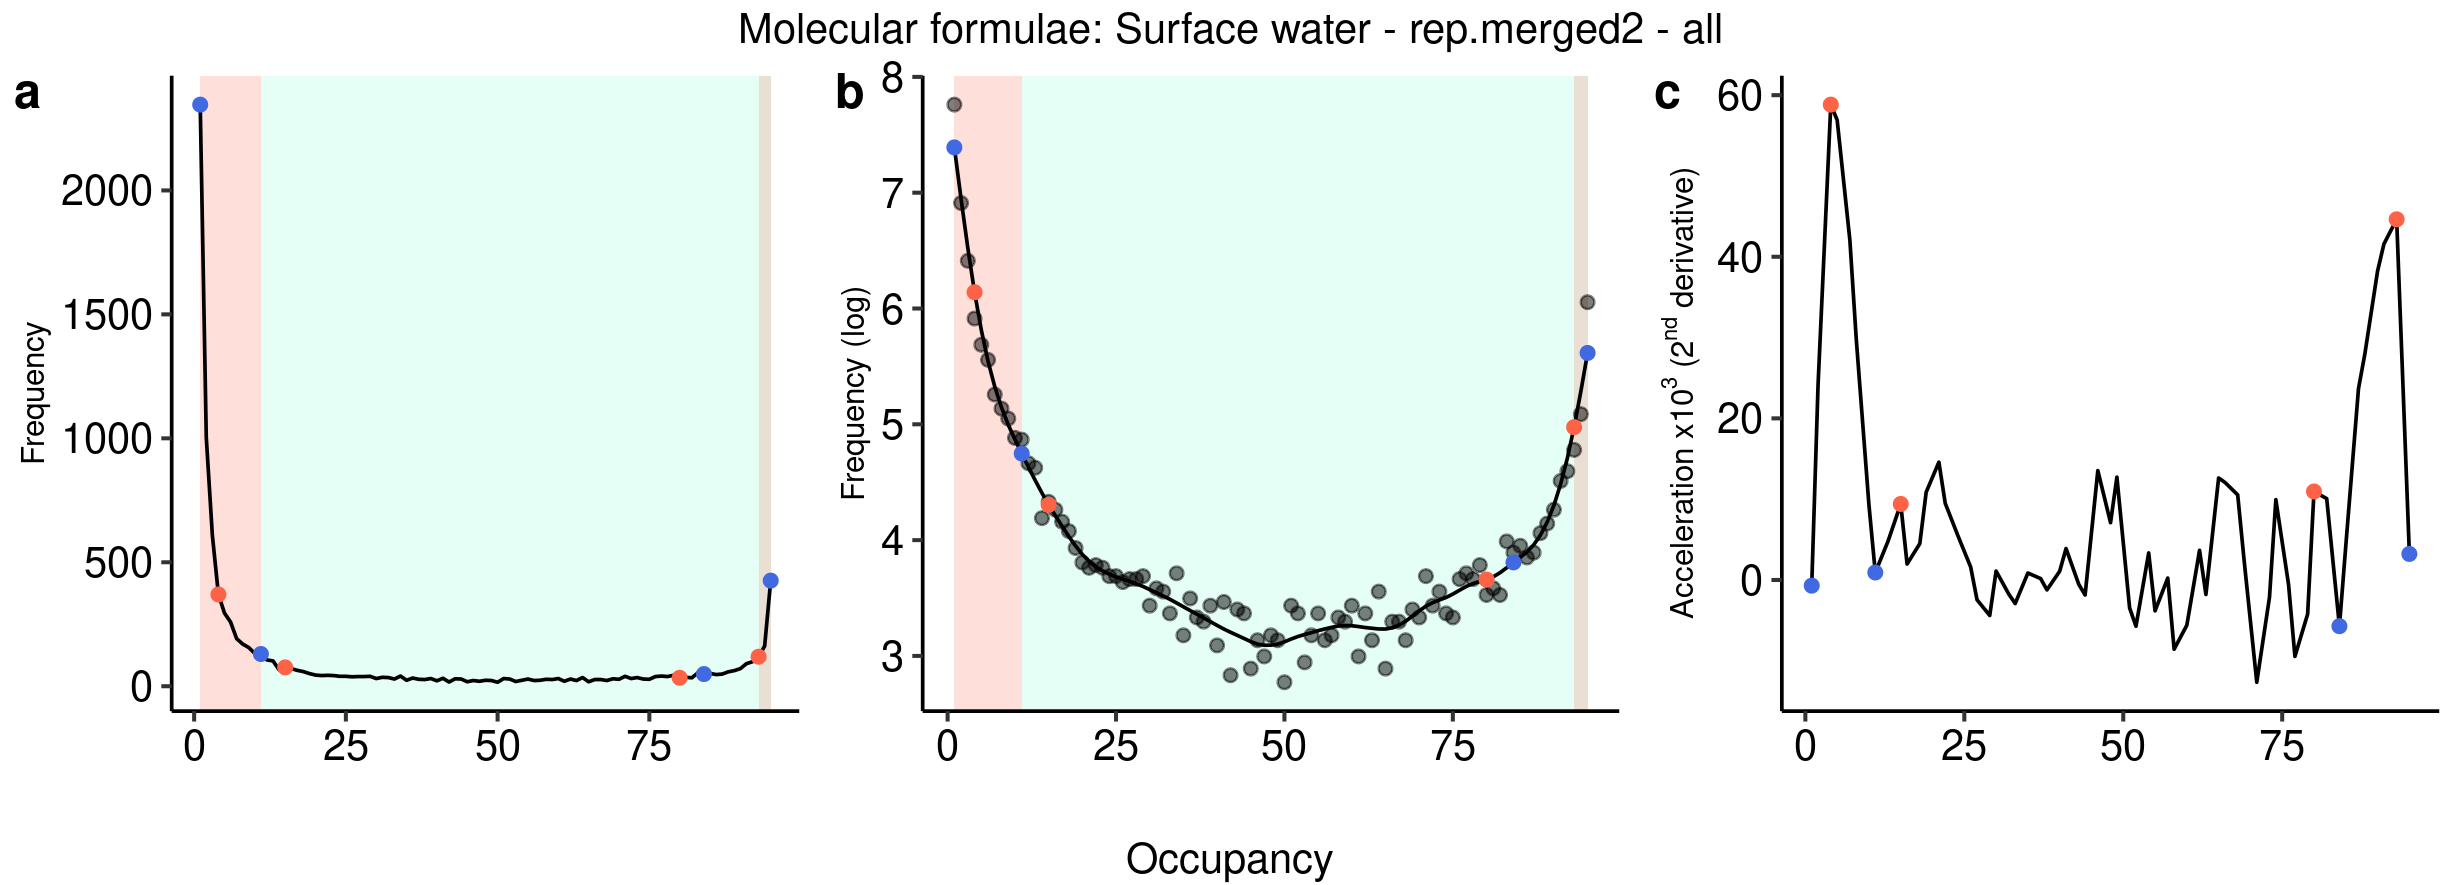 Molecular formulae: Surface water - rep.merged2 - all
a
Frequency
2000
1500
1000
500
0
0 25 50 75
b
Frequency (log)
8
7
6
5
4
3
0 25 50 75
c
Acceleration x10³ (2ⁿᵈ derivative)
60
40
20
0
0 25 50 75
Occupancy